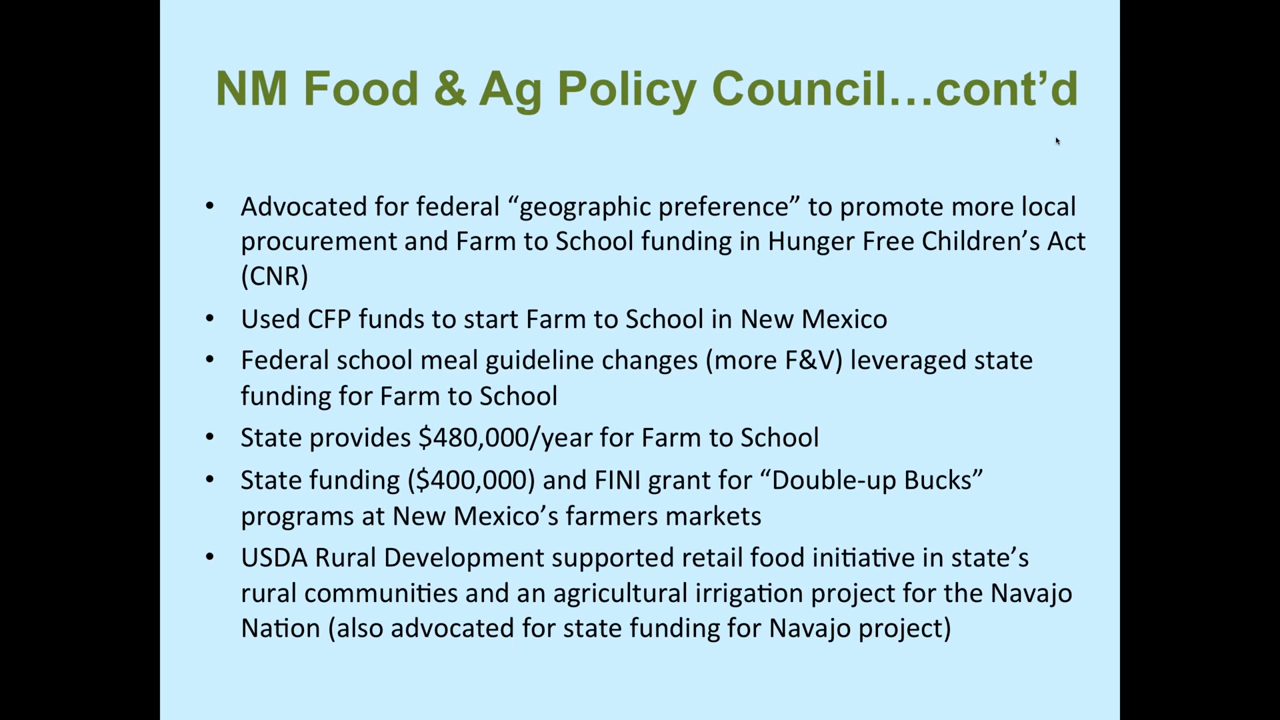 NM Food & Ag Policy Council…cont’d
• Advocated for federal “geographic preference” to promote more local
procurement and Farm to School funding in Hunger Free Children’s Act
(CNR)
• Used CFP funds to start Farm to School in New Mexico
• Federal school meal guideline changes (more F&V) leveraged state
funding for Farm to School
• State provides $480,000/year for Farm to School
• State funding ($400,000) and FINI grant for “Double-up Bucks”
programs at New Mexico’s farmers markets
• USDA Rural Development supported retail food initiative in state’s
rural communities and an agricultural irrigation project for the Navajo
Nation (also advocated for state funding for Navajo project)